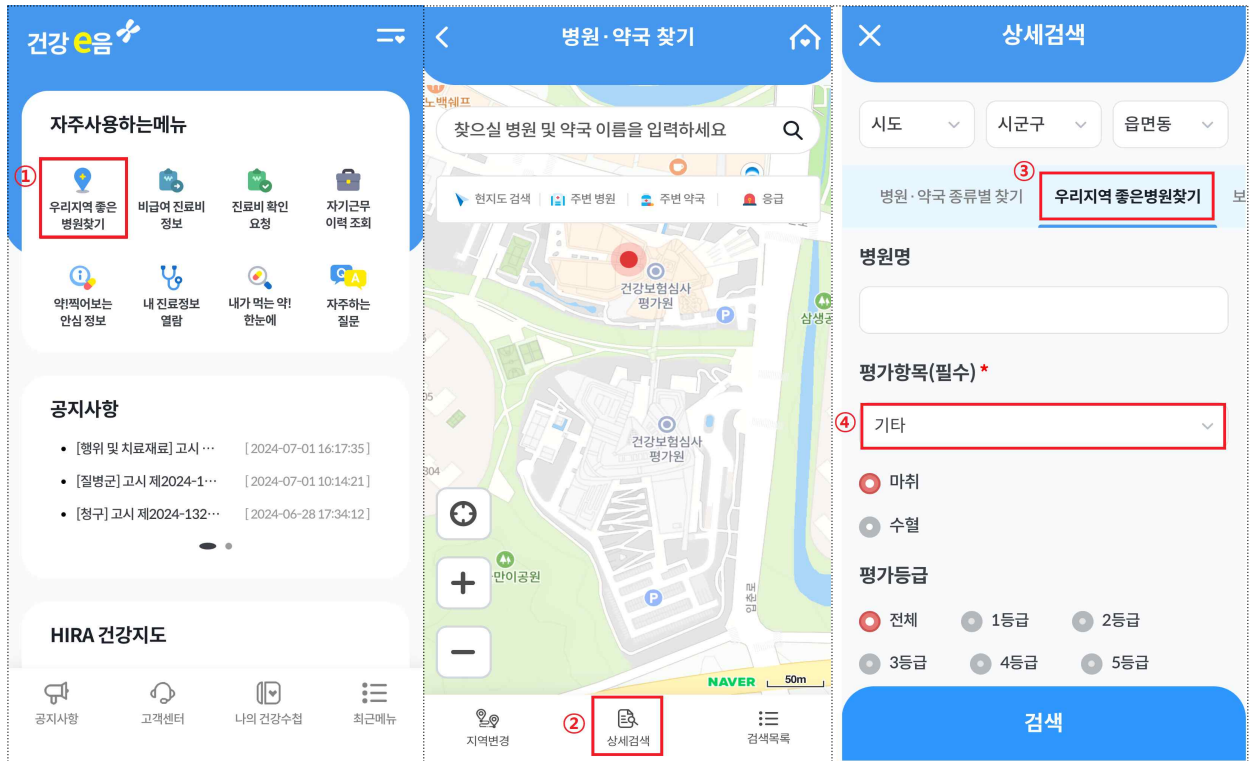 건강e음
자주사용하는메뉴
①
우리지역 좋은
병원찾기
비급여 진료비
정보
진료비 확인
요청
자기근무
이력 조회
약!찍어보는
안심 정보
내 진료정보
열람
내가 먹는 약!
한눈에
Q A
자주하는
질문
공지사항
• [행위 및 치료재료] 고시 … [ 2024-07-01 16:17:35 ]
• [질병군] 고시 제2024-1… [ 2024-07-01 10:14:21 ]
• [청구] 고시 제2024-132… [ 2024-06-28 17:34:12 ]
HIRA 건강지도
공지사항
고객센터
나의 건강수첩
최근메뉴
병원·약국 찾기
노백쉐프
찾으실 병원 및 약국 이름을 입력하세요
현지도 검색
주변 병원
주변 약국
응급
건강보험심사
평가원
P
삼생공
건강보험심사
평가원
만이공원
P
입춘로
NAVER
50m
지역변경
②
상세검색
검색목록
상세검색
시도
시군구
읍면동
③
병원·약국 종류별 찾기
우리지역 좋은병원찾기
보
병원명
평가항목(필수) *
④
기타
마취
수혈
평가등급
전체
1등급
2등급
3등급
4등급
5등급
검색